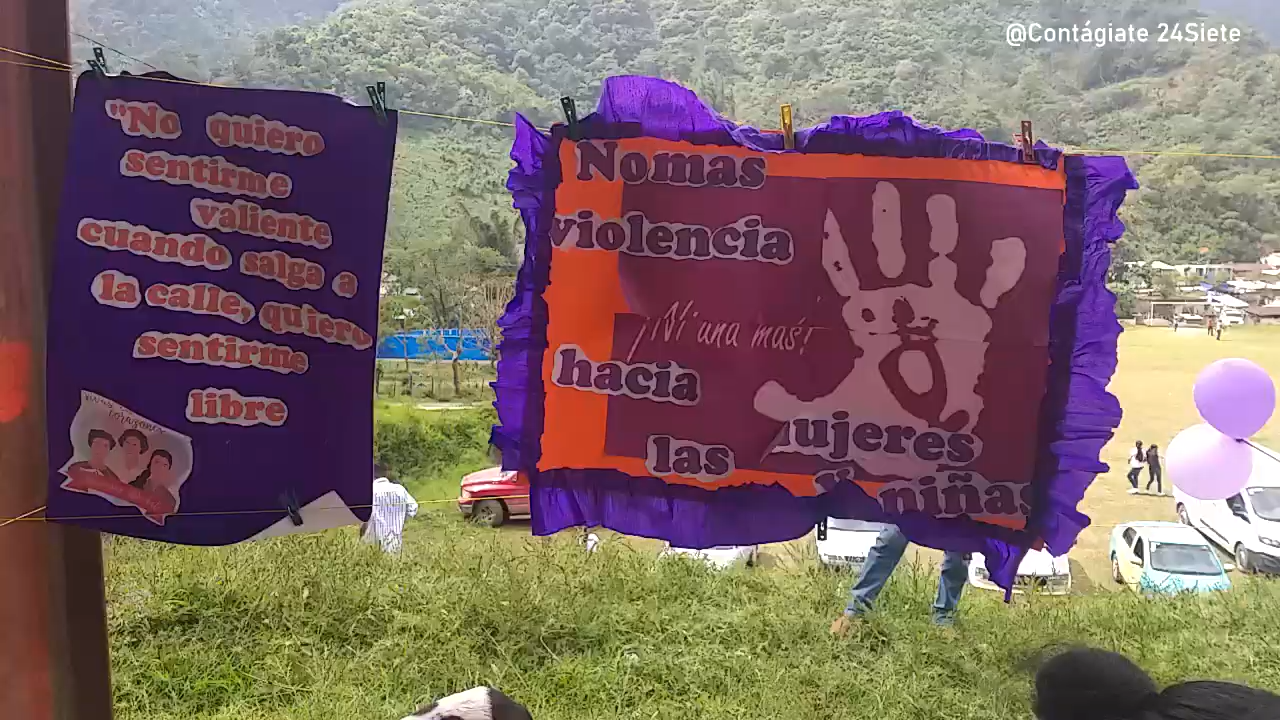 @Contágiate 24Siete
"No quiero
sentirme
valiente
cuando salga a
la calle, quiero
sentirme
libre
Nomas
violencia
¡Ni una maś!
hacia
las
niñas